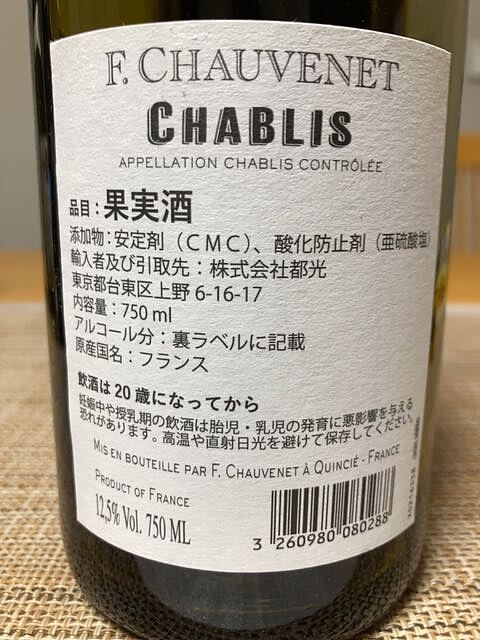 F. CHAUVENET
CHABLIS
APPELLATION CHABLIS CONTRÔLÉE
品目：果実酒
添加物：安定剤（CMC）、酸化防止剤（亜硫酸塩）
輸入者及び引取先：株式会社都光
東京都台東区上野 6-16-17
内容量：750 ml
アルコール分：裏ラベルに記載
原産国名：フランス
飲酒は 20 歳になってから
妊娠中や授乳期の飲酒は胎児・乳児の発育に悪影響を与える
恐れがあります。高温や直射日光を避けて保存してください。
MIS EN BOUTEILLE PAR F. CHAUVENET À QUINCIÉ - FRANCE
PRODUCT OF FRANCE
12,5% Vol. 750 ML
3 260980 080288